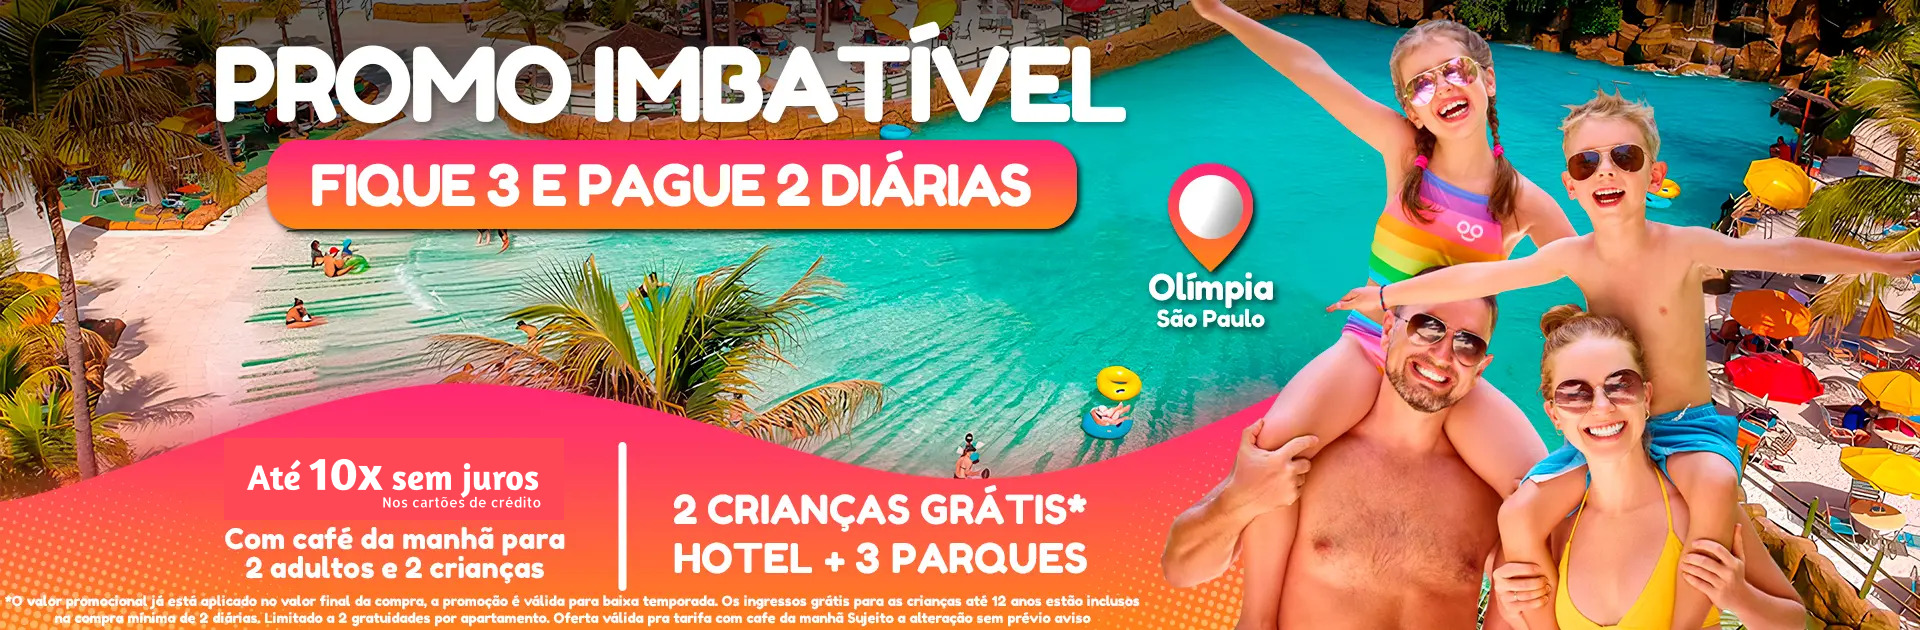 PROMO IMBATÍVEL
FIQUE 3 E PAGUE 2 DIÁRIAS
Olímpia
São Paulo
Até 10x sem juros
Nos cartões de crédito
Com café da manhã para
2 adultos e 2 crianças
2 CRIANÇAS GRÁTIS*
HOTEL + 3 PARQUES
*O valor promocional já está aplicado no valor final da compra, a promoção é válida para baixa temporada. Os ingressos grátis para as crianças até 12 anos estão inclusos
na compra mínima de 2 diárias. Limitado a 2 gratuidades por apartamento. Oferta válida pra tarifa com cafe da manhã Sujeito a alteração sem prévio aviso